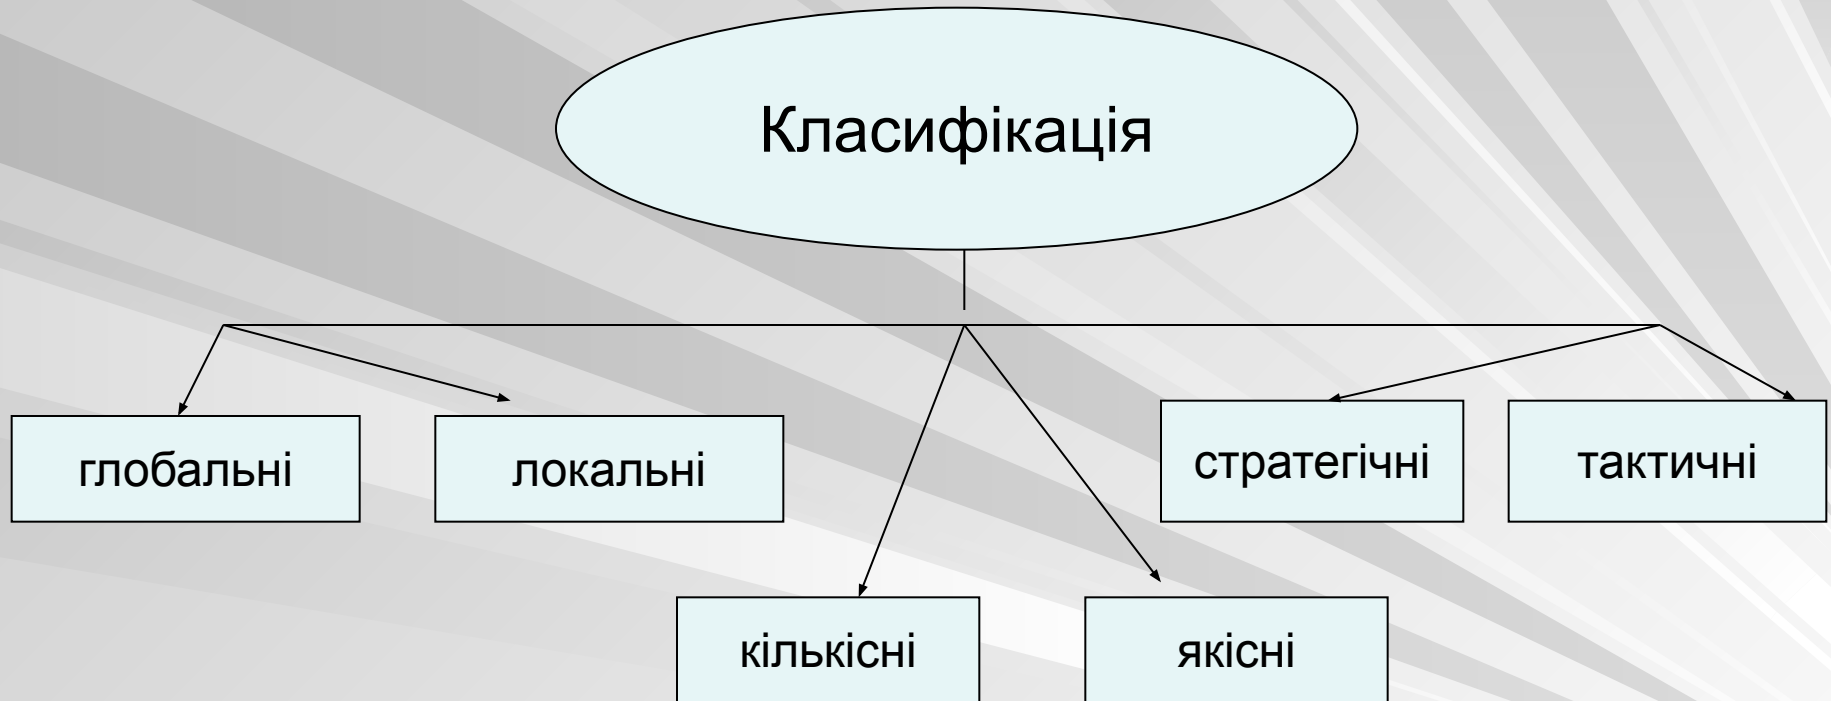 Класифікація
глобальні
локальні
стратегічні
тактичні
кількісні
якісні